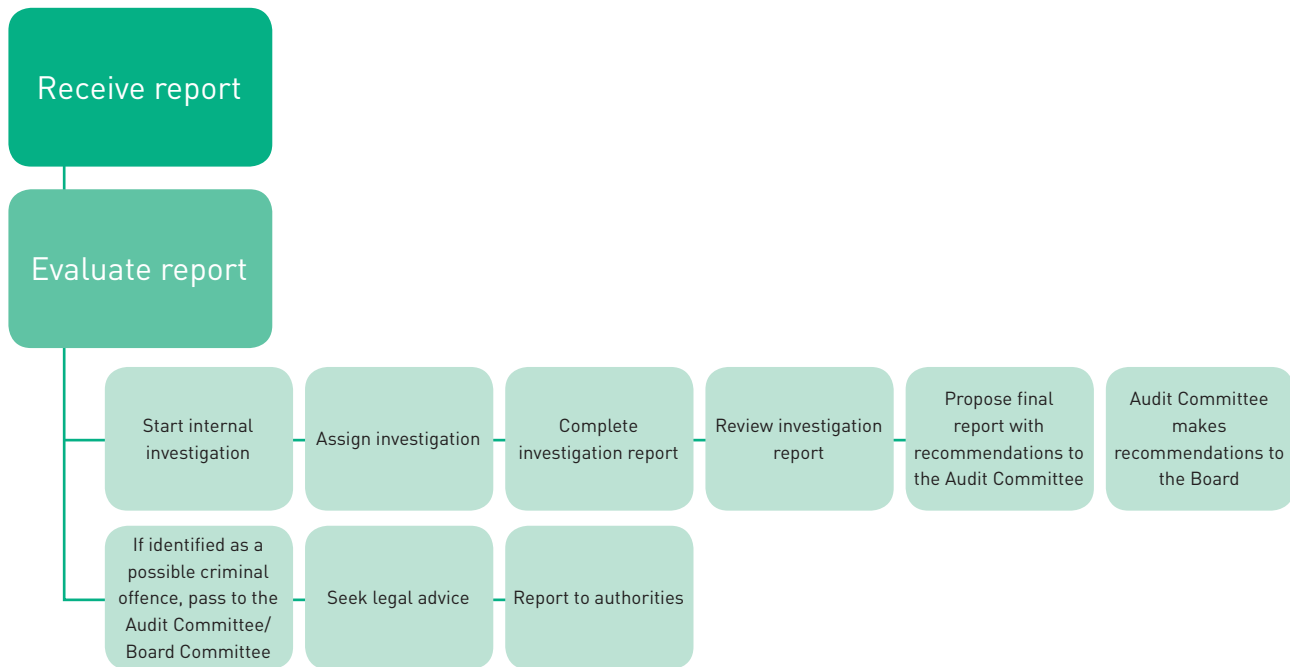 Receive report
Evaluate report
Start internal
investigation
Assign investigation
Complete
investigation report
Review investigation
report
Propose final
report with
recommendations to
the Audit Committee
Audit Committee
makes
recommendations to
the Board
If identified as a
possible criminal
offence, pass to the
Audit Committee/
Board Committee
Seek legal advice
Report to authorities